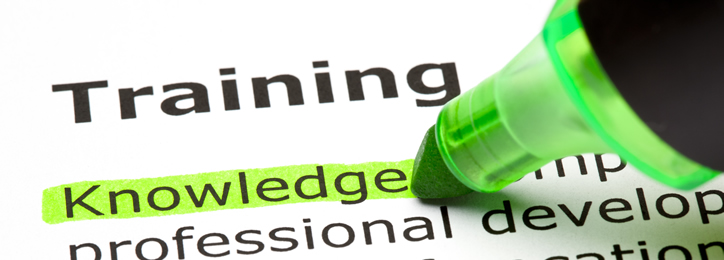 Training
Knowledge
professional develop